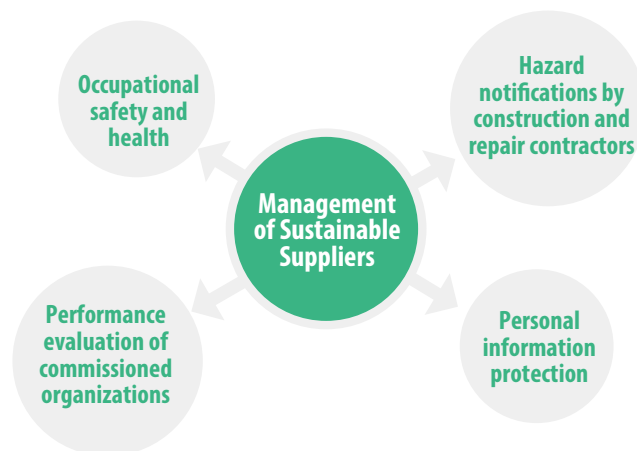 Occupational
safety and
health
Hazard
notifications by
construction and
repair contractors
Management
of Sustainable
Suppliers
Performance
evaluation of
commissioned
organizations
Personal
information
protection